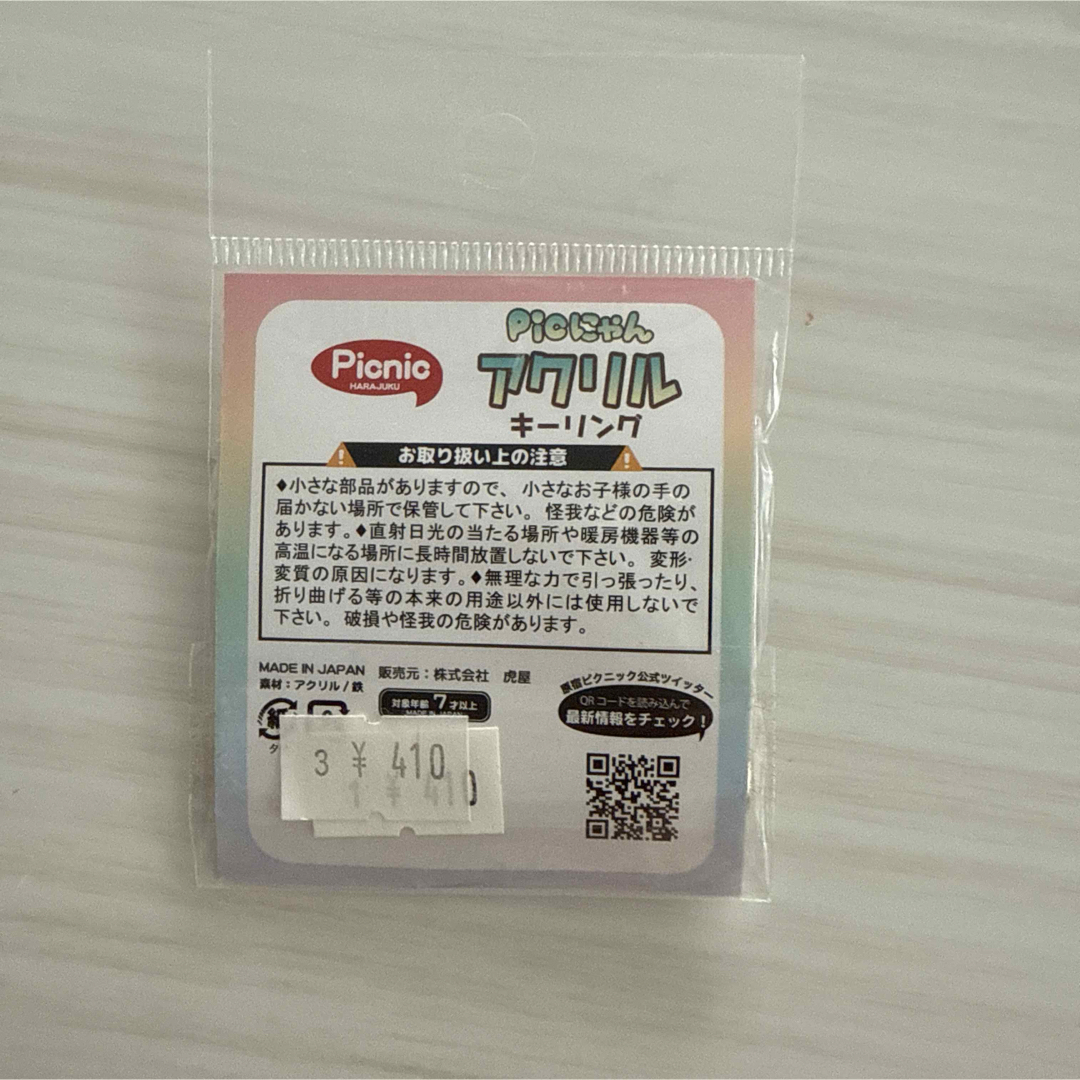 Picにゃん
Picnic
HARAJUKU
アクリル
キーリング
お取り扱い上の注意
♦小さな部品がありますので、小さなお子様の手の
届かない場所で保管して下さい。怪我などの危険が
あります。♦直射日光の当たる場所や暖房機器等の
高温になる場所に長時間放置しないで下さい。変形・
変質の原因になります。♦無理な力で引っ張ったり、
折り曲げる等の本来の用途以外には使用しないで
下さい。破損や怪我の危険があります。
MADE IN JAPAN 販売元：株式会社 虎屋
素材：アクリル/鉄
対象年齢 7才以上
MADE IN JAPAN
原宿ピクニック公式ツイッター
QRコードを読み込んで
最新情報をチェック！
紙
タ
3 ¥ 410
1 ¥ 410